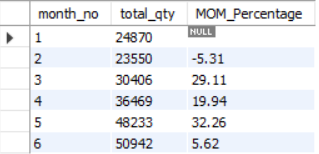 month_no total_qty MOM_Percentage
1 24870 NULL
2 23550 -5.31
3 30406 29.11
4 36469 19.94
5 48233 32.26
6 50942 5.62